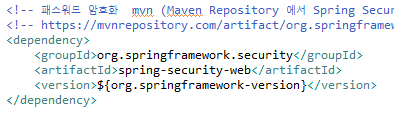 <!-- 패스워드 암호화  mvn (Maven Repository 에서 Spring Secur
<!-- https://mvnrepository.com/artifact/org.springframew
<dependency>
    <groupId>org.springframework.security</groupId>
    <artifactId>spring-security-web</artifactId>
    <version>${org.springframework-version}</version>
</dependency>